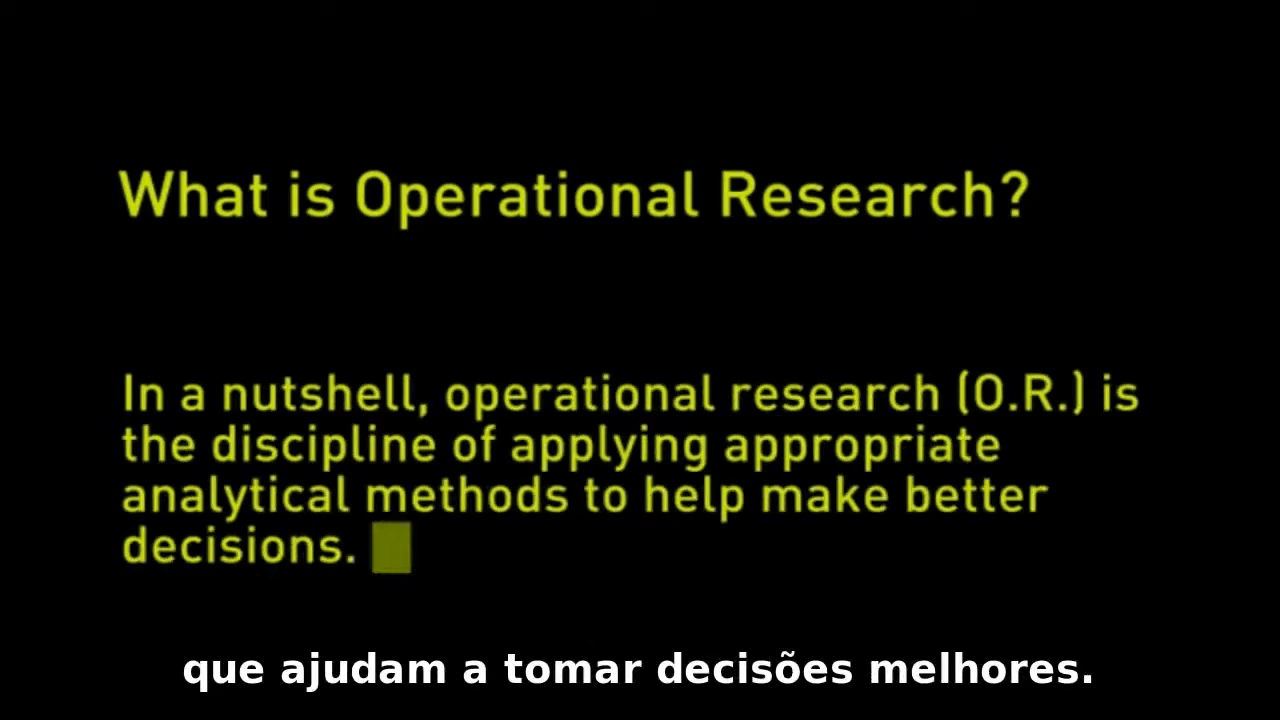 What is Operational Research?
In a nutshell, operational research (O.R.) is
the discipline of applying appropriate
analytical methods to help make better
decisions.
que ajudam a tomar decisões melhores.